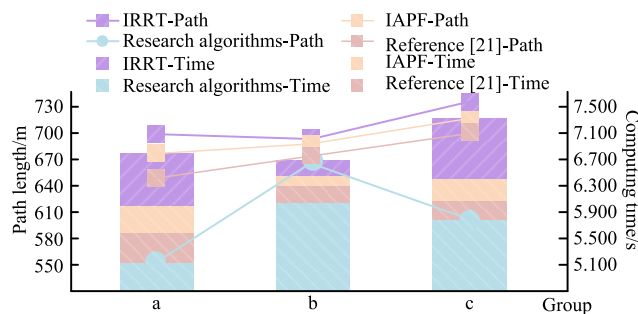 IRRT-Path IAPF-Path
Research algorithms-Path Reference [21]-Path
IRRT-Time IAPF-Time
Research algorithms-Time Reference [21]-Time
Path length/m
730
700
670
640
610
580
550
Computing time/s
7,500
7,100
6,700
6,300
5,900
5,500
5,100
a b c Group